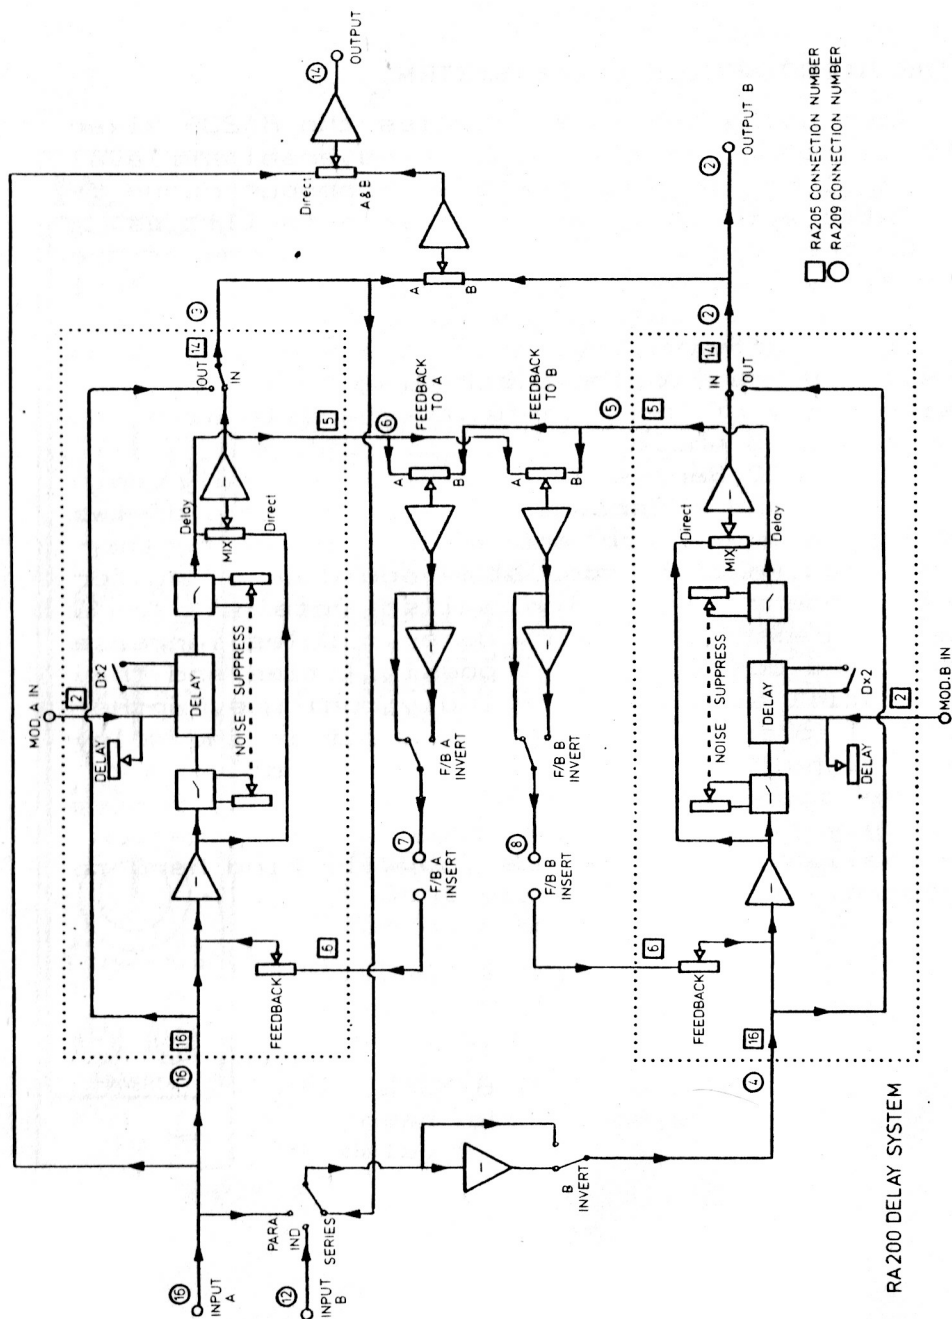 RA200 DELAY SYSTEM
16
INPUT
A
12
INPUT
B
PARA
IND
SERIES
B
INVERT
4
16
16
16
FEEDBACK
6
FEEDBACK
6
MOD. A IN
2
DELAY
D×2
DELAY
NOISE SUPPRESS
Delay
MIX
Direct
OUT
IN
14
3
5
6
FEEDBACK
TO A
A
B
F/B A
INVERT
7
F/B A
INSERT
5
FEEDBACK
TO B
A
B
F/B B
INVERT
8
F/B B
INSERT
5
NOISE SUPPRESS
DELAY
D×2
2
DELAY
MOD. B IN
Direct
MIX
Delay
IN
OUT
14
2
A
B
Direct
A & B
14
OUTPUT
2
OUTPUT B
RA205 CONNECTION NUMBER
RA209 CONNECTION NUMBER